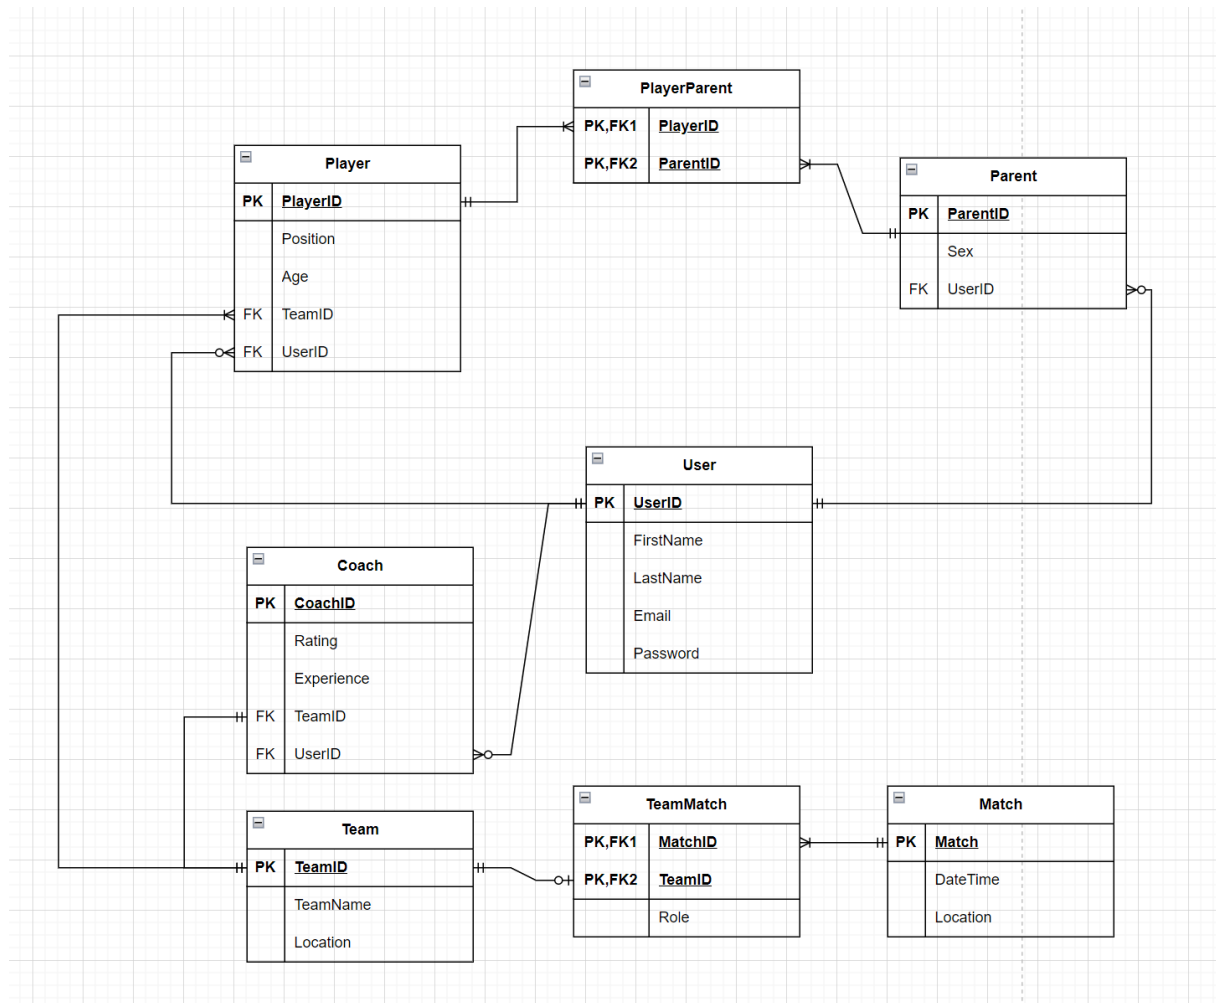 PlayerParent
PK,FK1 PlayerID
PK,FK2 ParentID
Player
PK PlayerID
Position
Age
FK TeamID
FK UserID
Parent
PK ParentID
Sex
FK UserID
User
PK UserID
FirstName
LastName
Email
Password
Coach
PK CoachID
Rating
Experience
FK TeamID
FK UserID
Team
PK TeamID
TeamName
Location
TeamMatch
PK,FK1 MatchID
PK,FK2 TeamID
Role
Match
PK Match
DateTime
Location